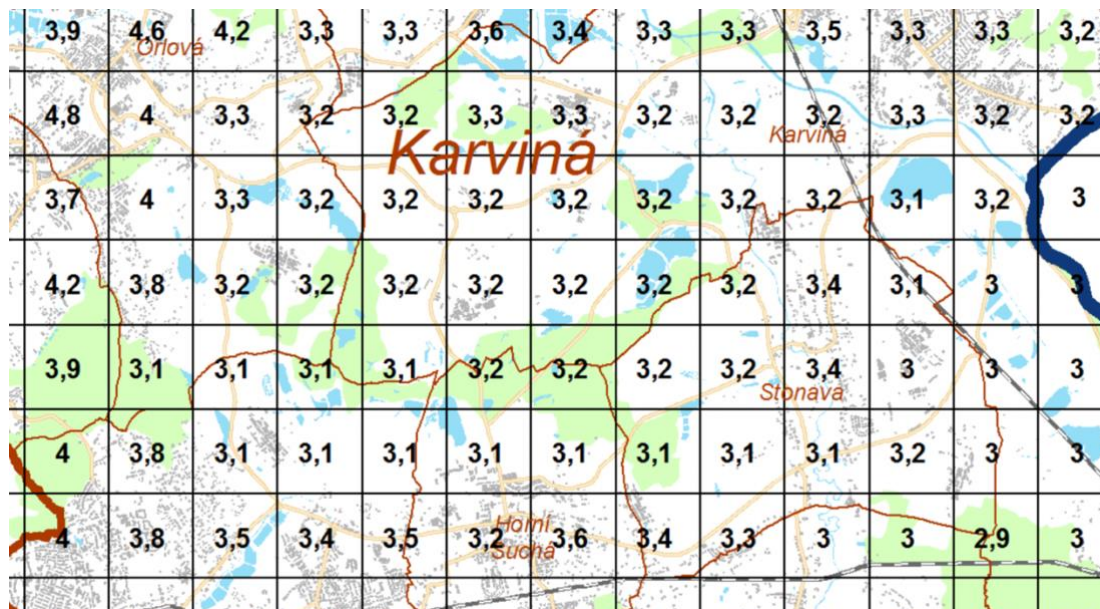 3,9 4,6 4,2 3,3 3,3 3,6 3,4 3,3 3,3 3,5 3,3 3,3 3,2
Orlová
4,8 4 3,3 3,2 3,2 3,3 3,3 3,2 3,2 3,2 3,3 3,2 3,2
Karviná
Karviná
3,7 4 3,3 3,2 3,2 3,2 3,2 3,2 3,2 3,2 3,1 3,2 3
4,2 3,8 3,2 3,2 3,2 3,2 3,2 3,2 3,2 3,4 3,1 3 3
3,9 3,1 3,1 3,1 3,1 3,2 3,2 3,2 3,2 3,4 3 3 3
Stonava
4 3,8 3,1 3,1 3,1 3,1 3,1 3,1 3,1 3,1 3,2 3 3
Horní
4 3,8 3,5 3,4 3,5 3,2 3,6 3,4 3,3 3 3 2,9 3
Suchá